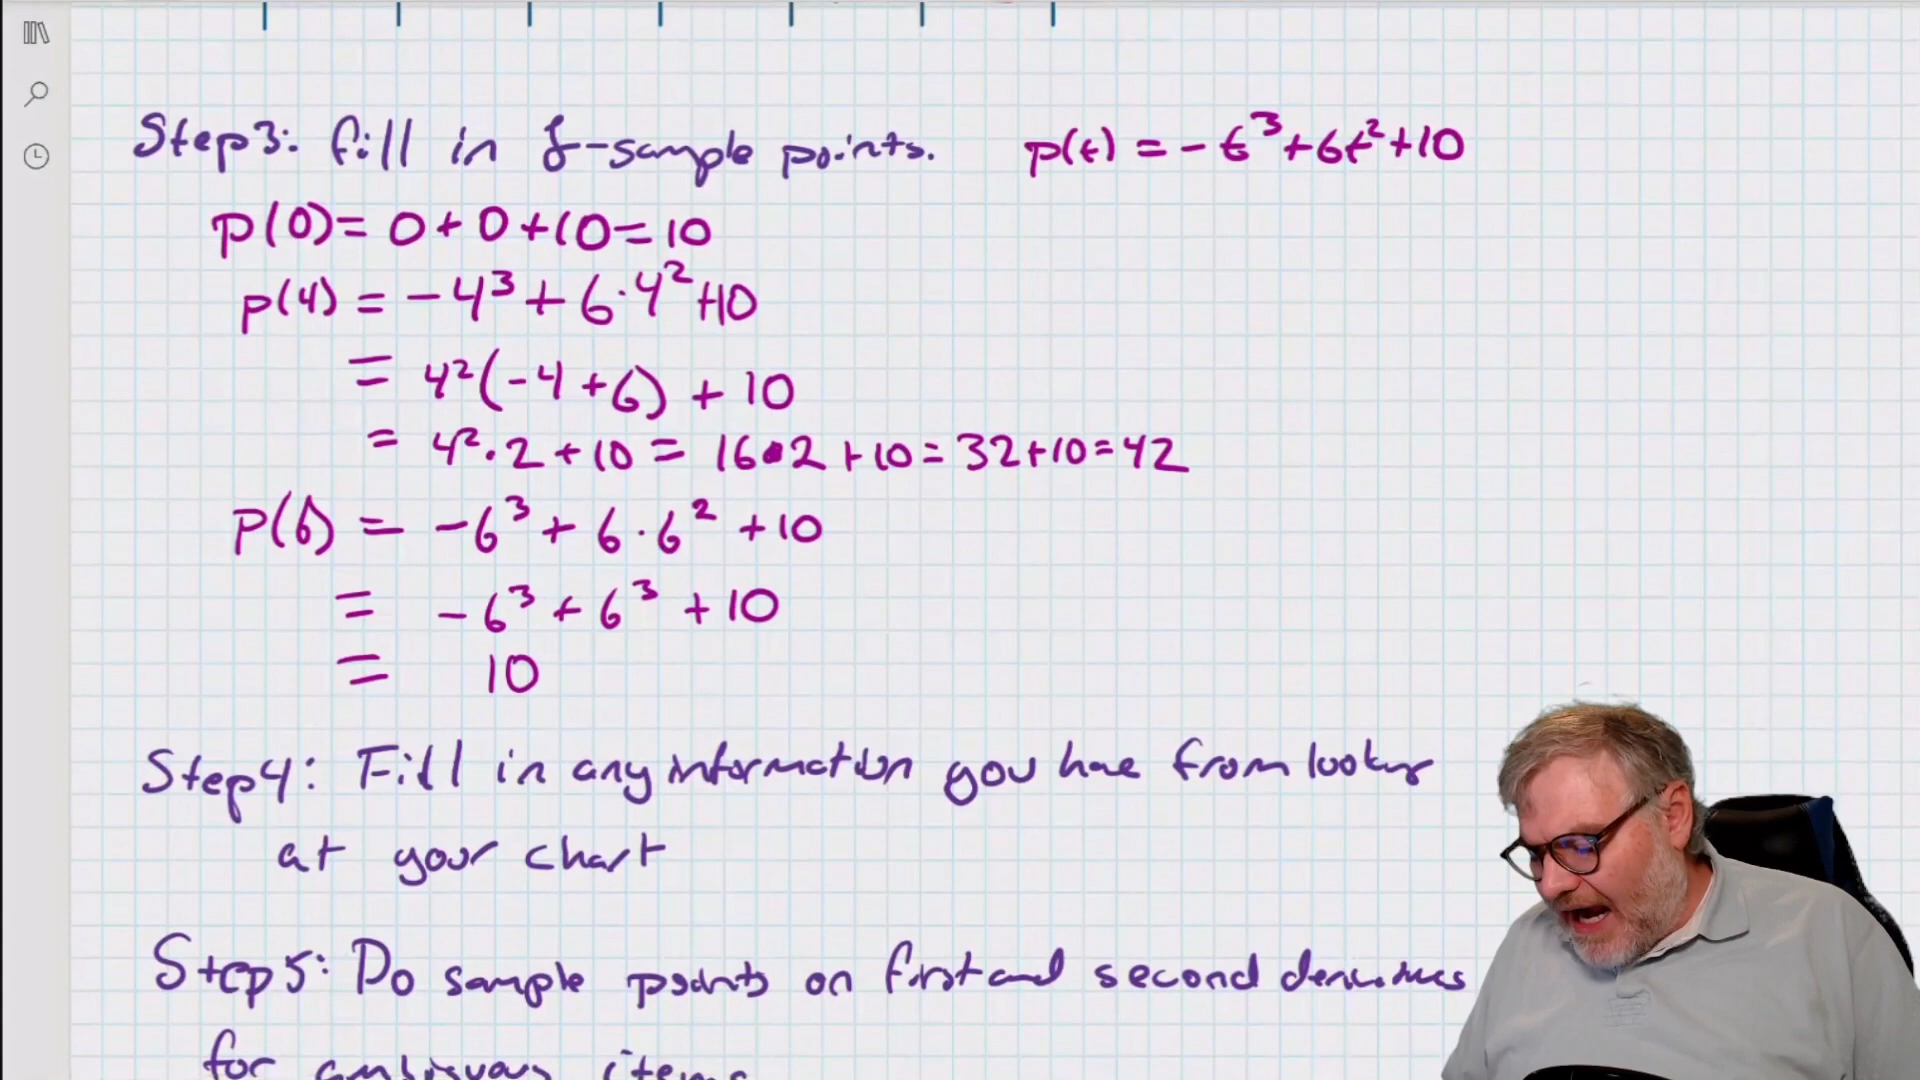 Step3: fill in f-sample points. p(t) = -t³+6t²+10
p(0)= 0+0+10=10
p(4) = -4³+6·4²+10
= 4²(-4+6)+10
= 4²·2+10 = 16·2+10=32+10=42
p(6) = -6³+6·6²+10
= -6³+6³+10
= 10
Step4: Fill in any information you have from looking
at your chart
Step5: Do sample points on first and second derivatives
for ambiguous items